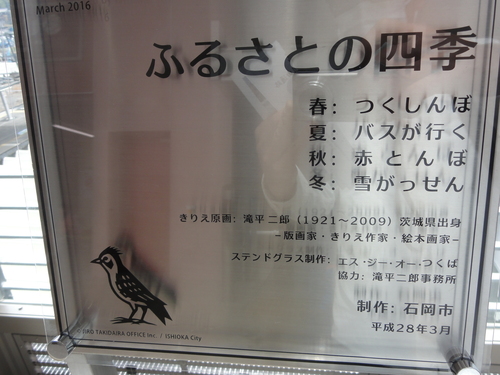 March 2016
ふるさとの四季
春: つくしんぼ
夏: バスが行く
秋: 赤とんぼ
冬: 雪がっせん
きりえ原画: 滝平二郎（1921〜2009）茨城県出身
-版画家・きりえ作家・絵本画家-
ステンドグラス制作: エス・ジー・オー・つくば
協力: 滝平二郎事務所
制作: 石岡市
平成28年3月
© JIRO TAKIDAIRA OFFICE Inc. / ISHIOKA City